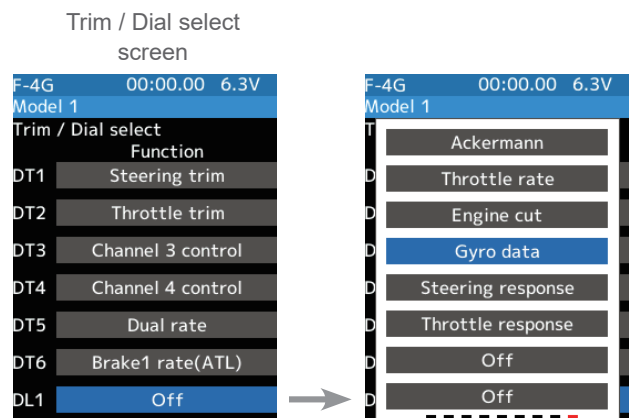 Trim / Dial select
screen
F-4G 00:00.00 6.3V
Model 1
Trim / Dial select
Function
DT1 Steering trim
DT2 Throttle trim
DT3 Channel 3 control
DT4 Channel 4 control
DT5 Dual rate
DT6 Brake1 rate(ATL)
DL1 Off
F-4G 00:00.00 6.3V
Model 1
T
Ackermann
D Throttle rate
D Engine cut
D Gyro data
D Steering response
D Throttle response
D Off
D Off